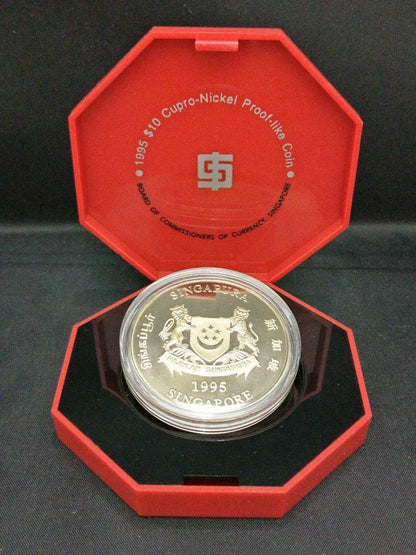 • 1995 $10 Cupro-Nickel Proof-like Coin •
BOARD OF COMMISSIONERS OF CURRENCY, SINGAPORE
SINGAPURA
சிங்கப்பூர்
新加坡
MAJULAH SINGAPURA
1995
SINGAPORE